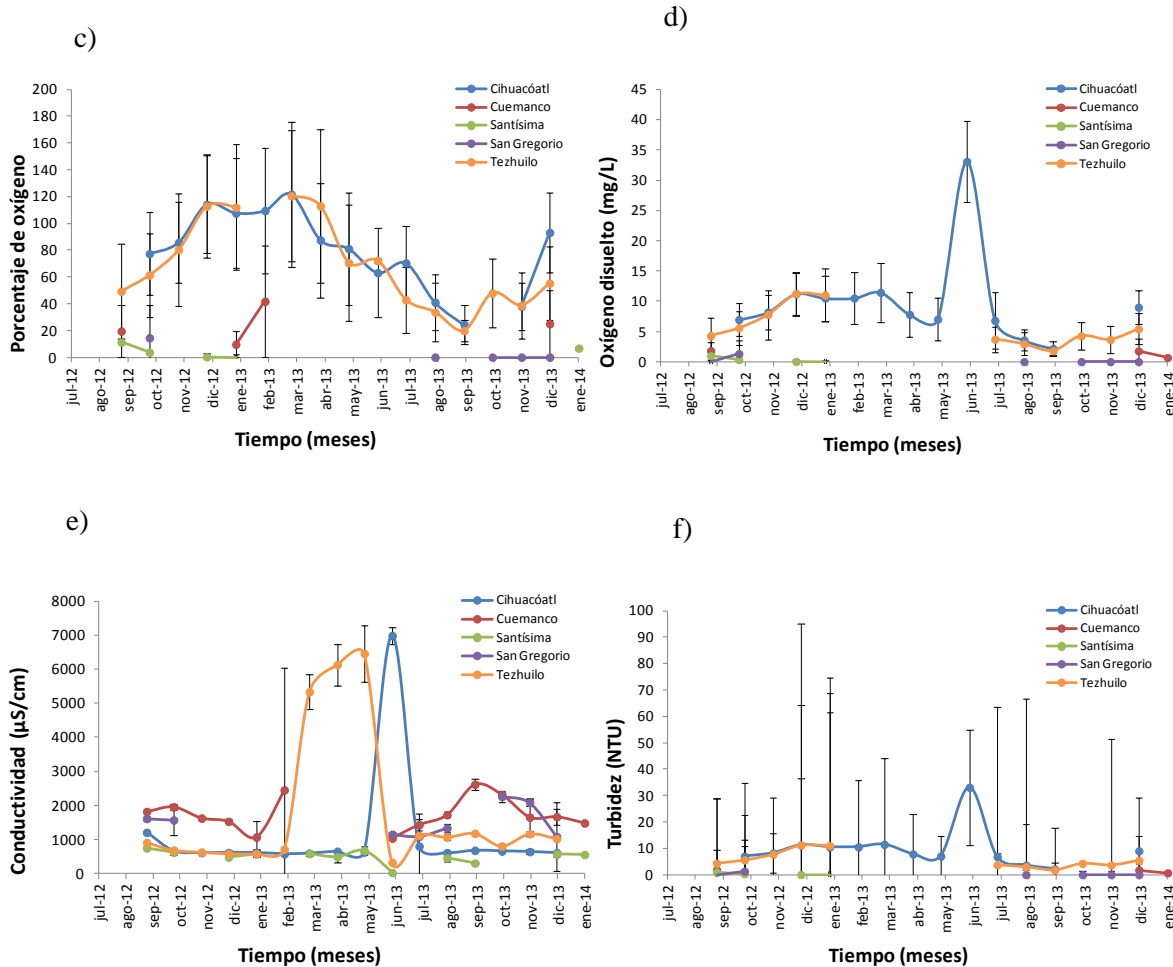 c)
Porcentaje de oxígeno
200
180
160
140
120
100
80
60
40
20
0
Cihuacóatl
Cuemanco
Santísima
San Gregorio
Tezhuilo
jul-12
ago-12
sep-12
oct-12
nov-12
dic-12
ene-13
feb-13
mar-13
abr-13
may-13
jun-13
jul-13
ago-13
sep-13
oct-13
nov-13
dic-13
ene-14
Tiempo (meses)
d)
Oxígeno disuelto (mg/L)
45
40
35
30
25
20
15
10
5
0
Cihuacóatl
Cuemanco
Santísima
San Gregorio
Tezhuilo
jul-12
ago-12
sep-12
oct-12
nov-12
dic-12
ene-13
feb-13
mar-13
abr-13
may-13
jun-13
jul-13
ago-13
sep-13
oct-13
nov-13
dic-13
ene-14
Tiempo (meses)
e)
Conductividad (µS/cm)
8000
7000
6000
5000
4000
3000
2000
1000
0
Cihuacóatl
Cuemanco
Santísima
San Gregorio
Tezhuilo
jul-12
ago-12
sep-12
oct-12
nov-12
dic-12
ene-13
feb-13
mar-13
abr-13
may-13
jun-13
jul-13
ago-13
sep-13
oct-13
nov-13
dic-13
ene-14
Tiempo (meses)
f)
Turbidez (NTU)
100
90
80
70
60
50
40
30
20
10
0
Cihuacóatl
Cuemanco
Santísima
San Gregorio
Tezhuilo
jul-12
ago-12
sep-12
oct-12
nov-12
dic-12
ene-13
feb-13
mar-13
abr-13
may-13
jun-13
jul-13
ago-13
sep-13
oct-13
nov-13
dic-13
ene-14
Tiempo (meses)